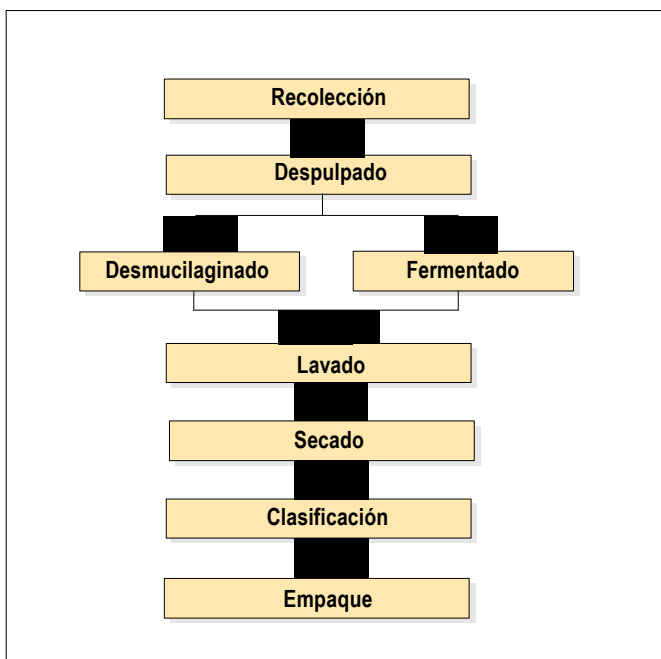 Recolección
Despulpado
Desmucilaginado
Fermentado
Lavado
Secado
Clasificación
Empaque